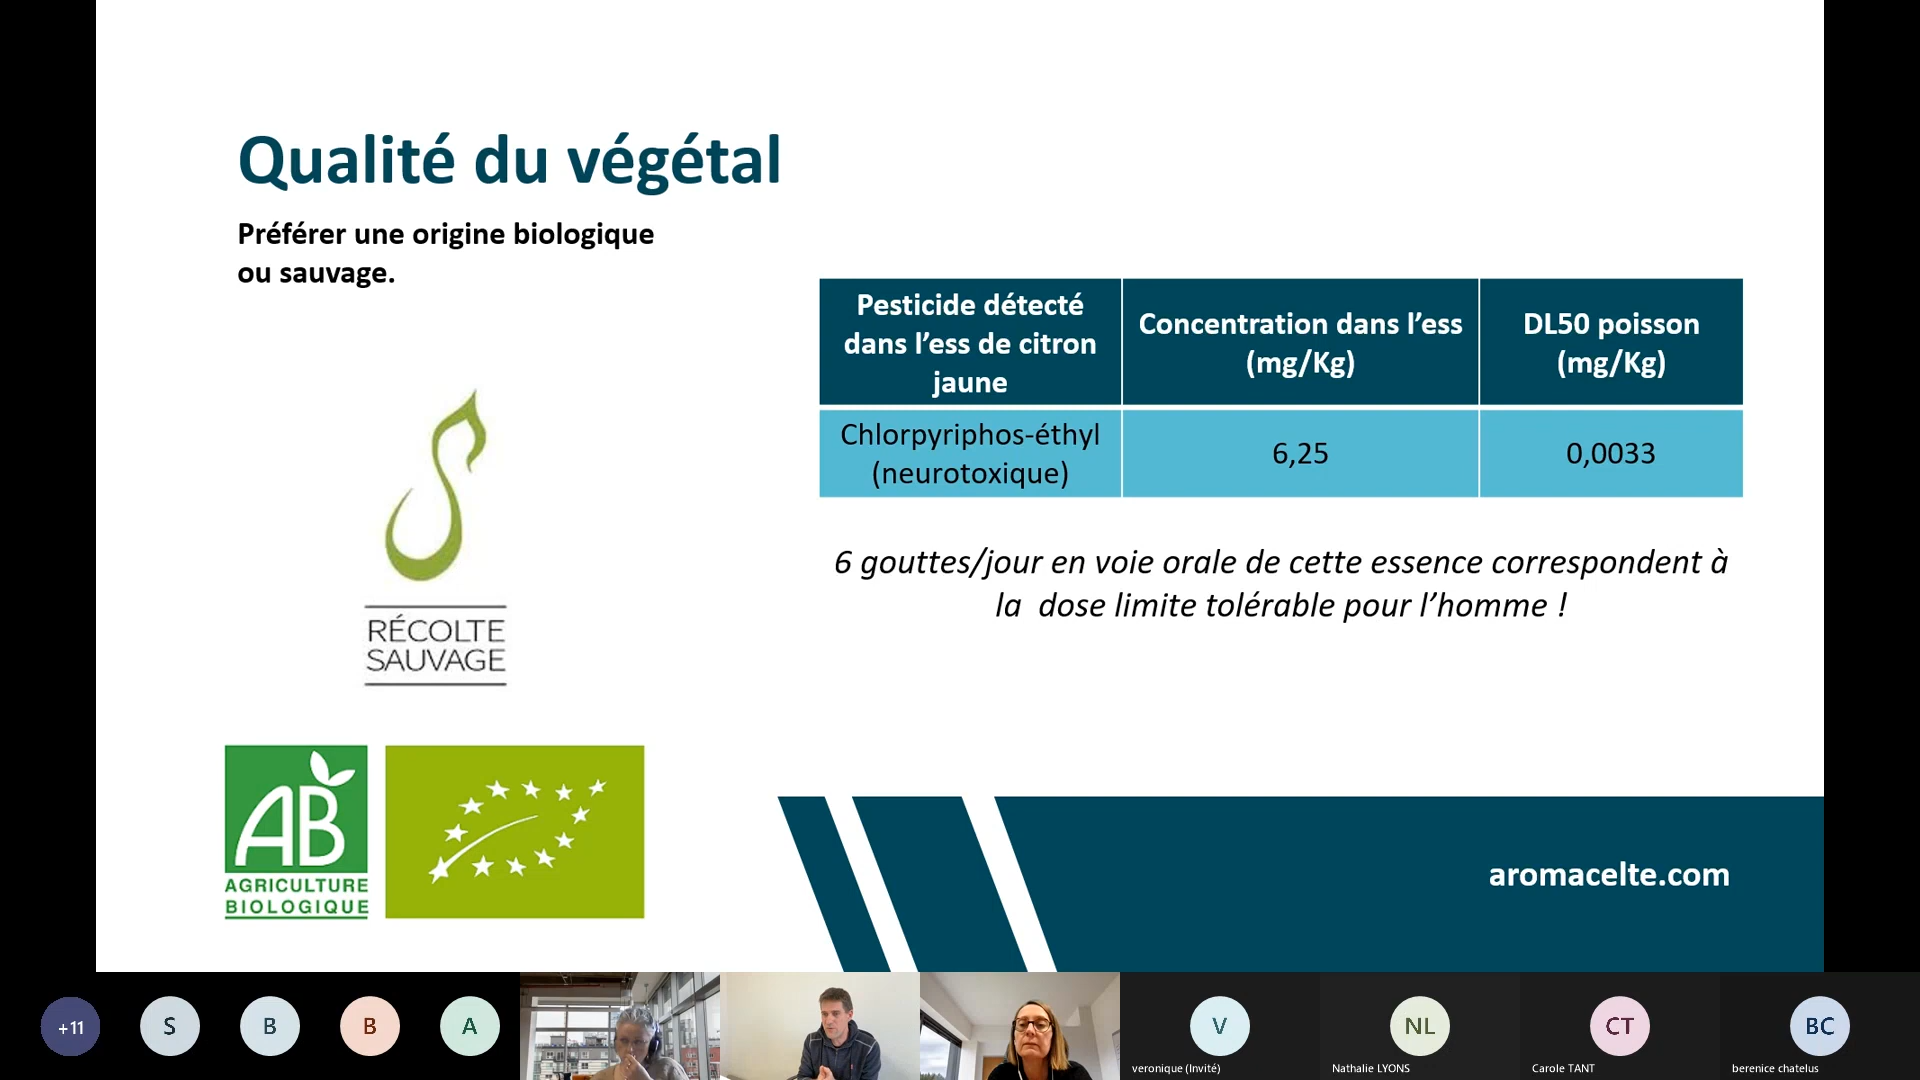 Qualité du végétal
Préférer une origine biologique
ou sauvage.
RÉCOLTE
SAUVAGE
AB
AGRICULTURE
BIOLOGIQUE
Pesticide détecté
dans l’ess de citron
jaune
Concentration dans l’ess
(mg/Kg)
DL50 poisson
(mg/Kg)
Chlorpyriphos-éthyl
(neurotoxique)
6,25
0,0033
6 gouttes/jour en voie orale de cette essence correspondent à
la  dose limite tolérable pour l’homme !
aromacelte.com
+11
S
B
B
A
V
veronique (Invité)
NL
Nathalie LYONS
CT
Carole TANT
BC
berenice chatelus